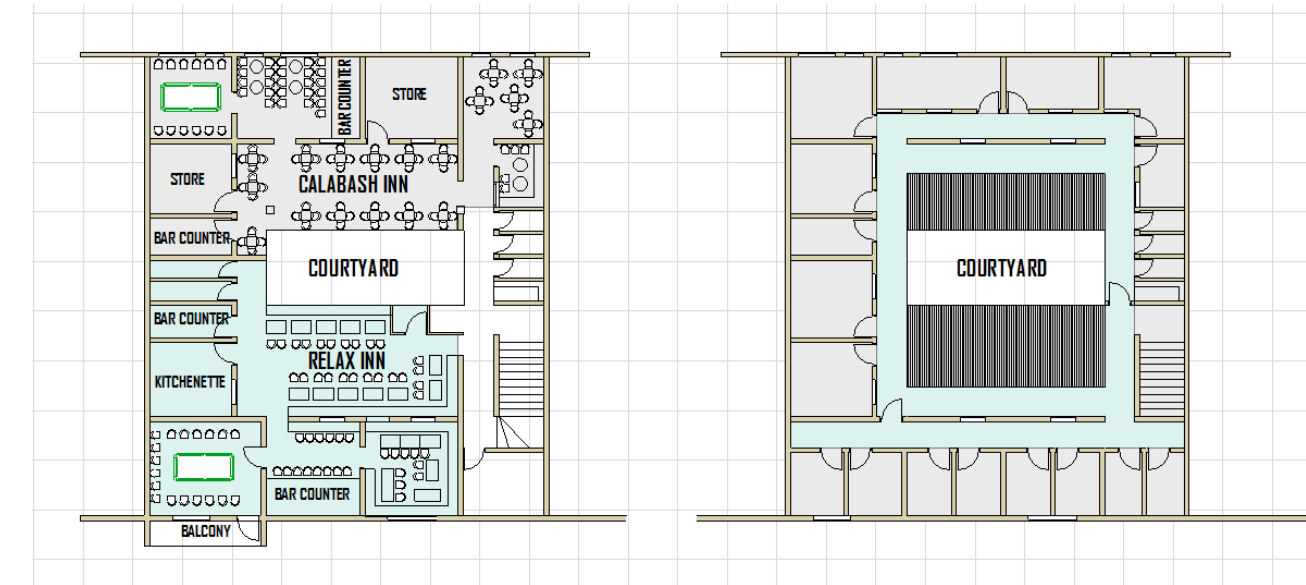 BAR COUNTER
STORE
STORE
CALABASH INN
BAR COUNTER
COURTYARD
COURTYARD
BAR COUNTER
RELAX INN
KITCHENETTE
BAR COUNTER
BALCONY